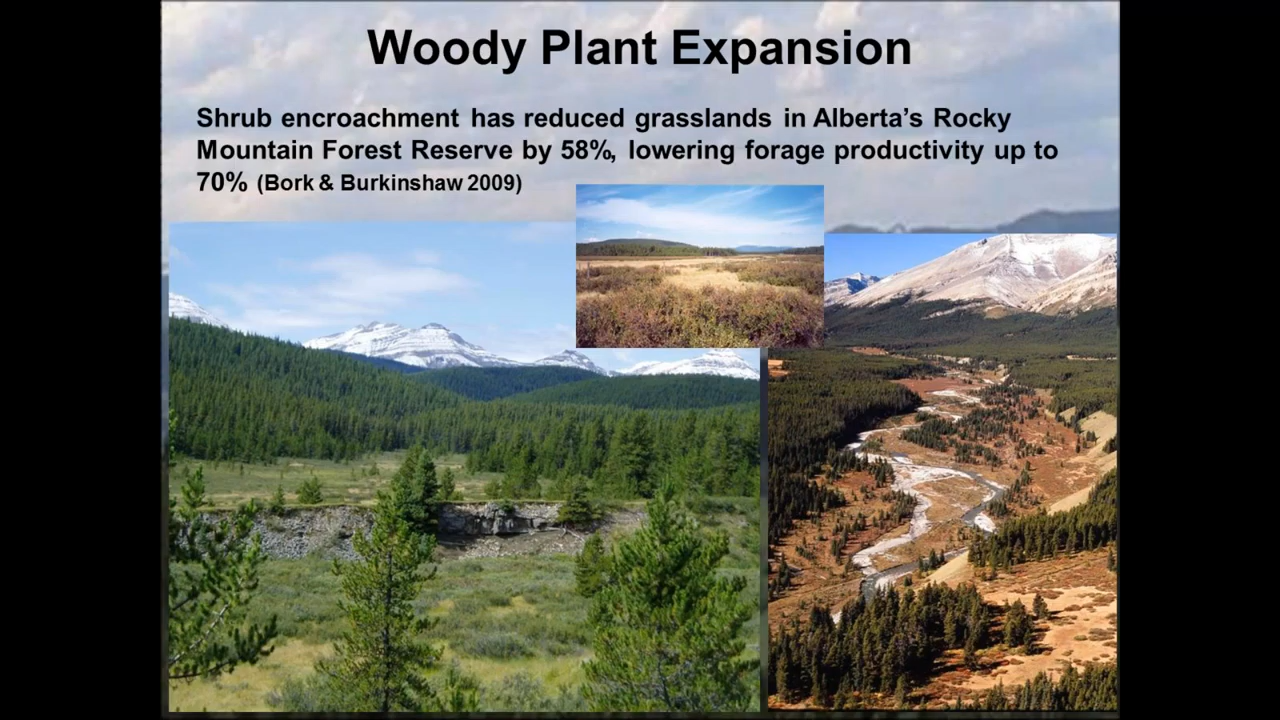 Woody Plant Expansion
Shrub encroachment has reduced grasslands in Alberta’s Rocky
Mountain Forest Reserve by 58%, lowering forage productivity up to
70% (Bork & Burkinshaw 2009)